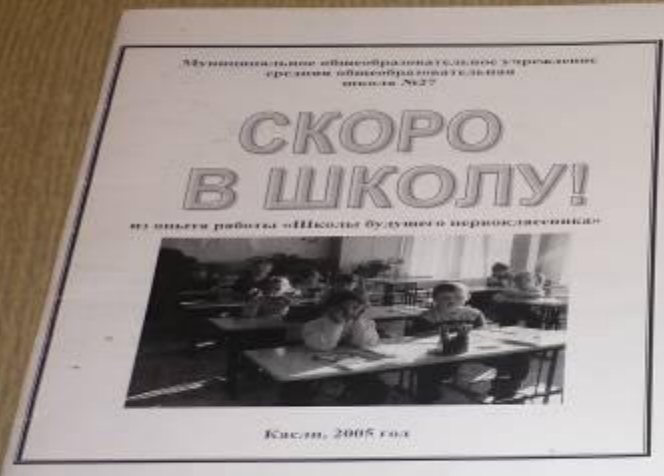 Муниципальное общеобразовательное учреждение
средняя общеобразовательная
школа №27
СКОРО
В ШКОЛУ!
из опыта работы «Школы будущего первоклассника»
Касли, 2005 год